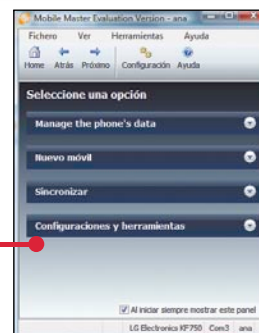 Mobile Master Evaluation Version - ana
Fichero Ver Herramientas Ayuda
Home Atrás Próximo Configuración Ayuda
Seleccione una opción
Manage the phone's data
Nuevo móvil
Sincronizar
Configuraciones y herramientas
Al iniciar siempre mostrar este panel
LG Electronics KF750 Com3 ana